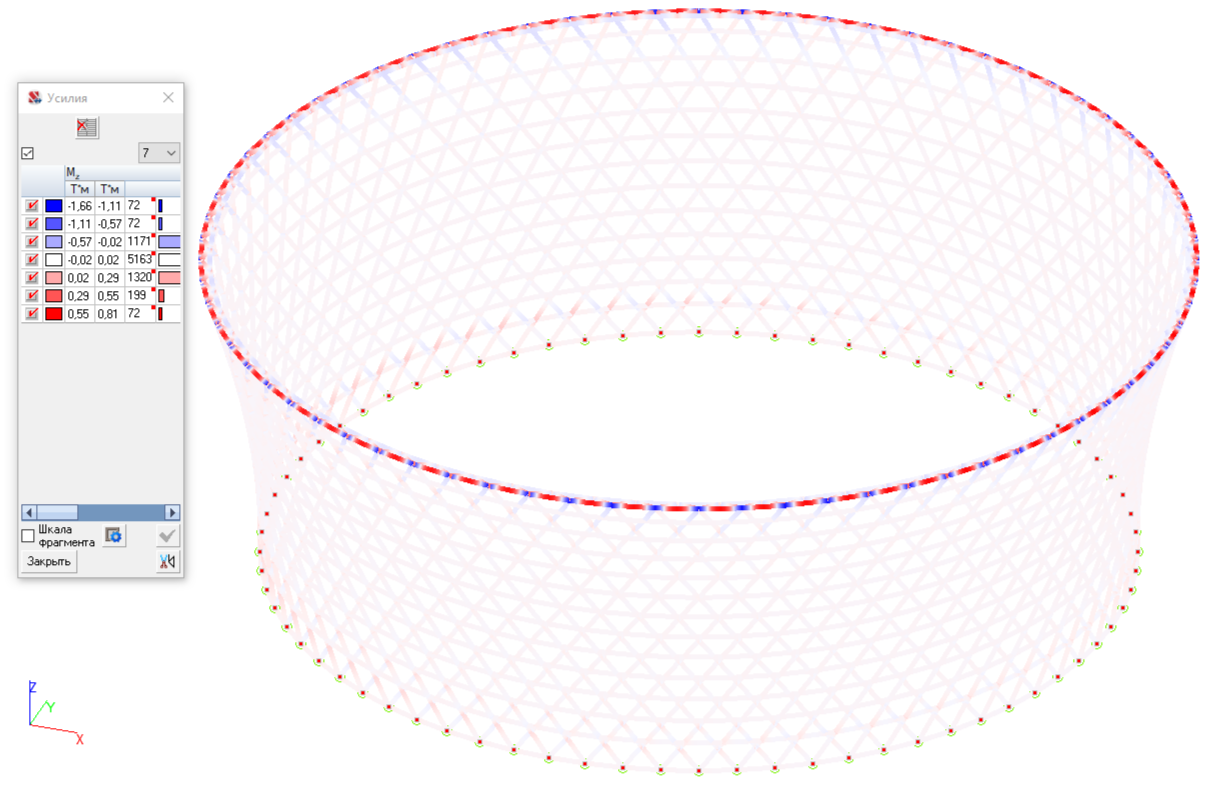 Усилия
7
Mz
Т*м Т*м
-1,66 -1,11 72
-1,11 -0,57 72
-0,57 -0,02 1171
-0,02 0,02 5163
0,02 0,29 1320
0,29 0,55 199
0,55 0,81 72
Шкала
фрагмента
Закрыть
Z
Y
X